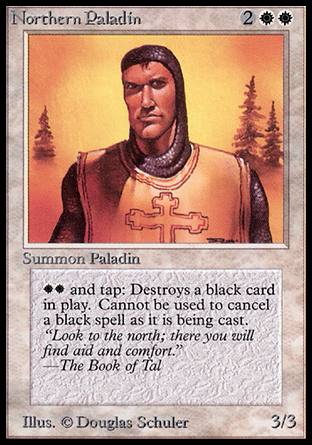 Northern Paladin 2
Summon Paladin
and tap: Destroys a black card
in play. Cannot be used to cancel
a black spell as it is being cast.
"Look to the north; there you will
find aid and comfort."
—The Book of Tal
Illus. © Douglas Schuler 3/3